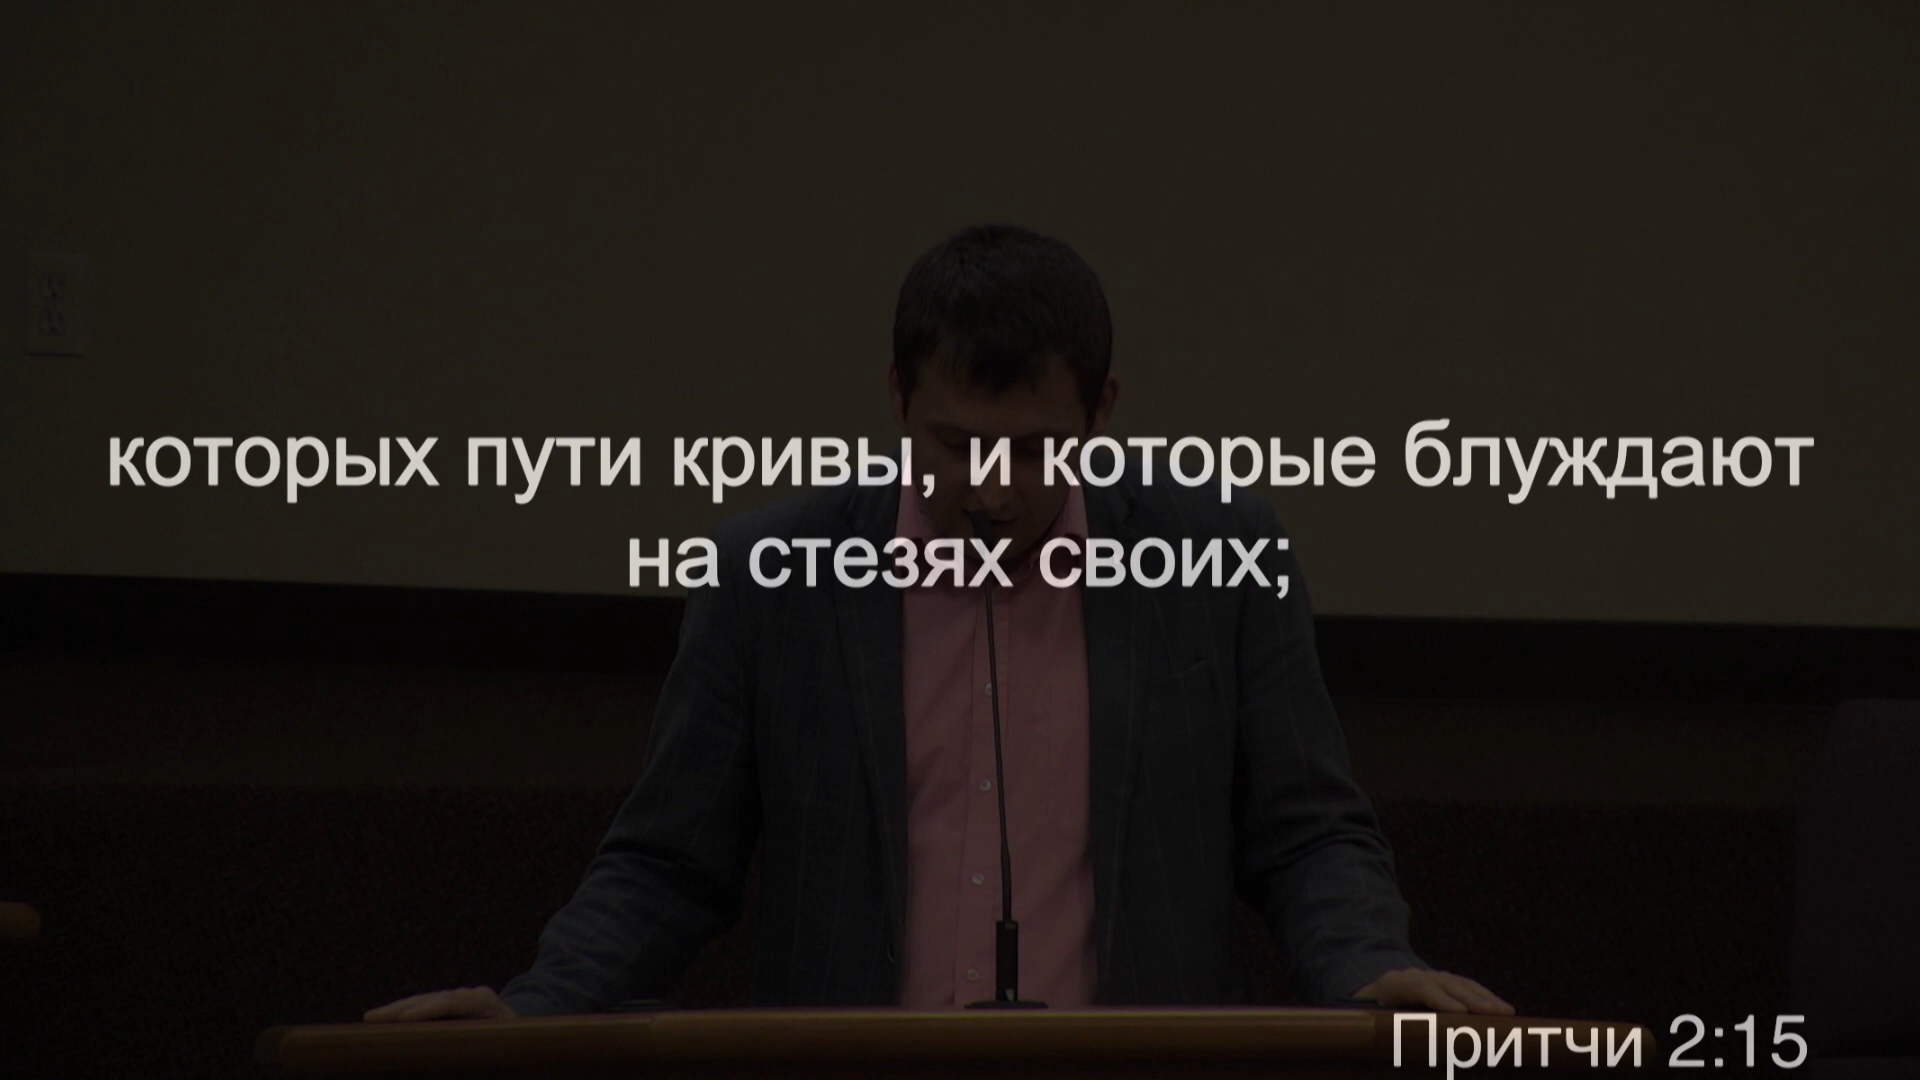 которых пути кривы, и которые блуждают
на стезях своих;
Притчи 2:15